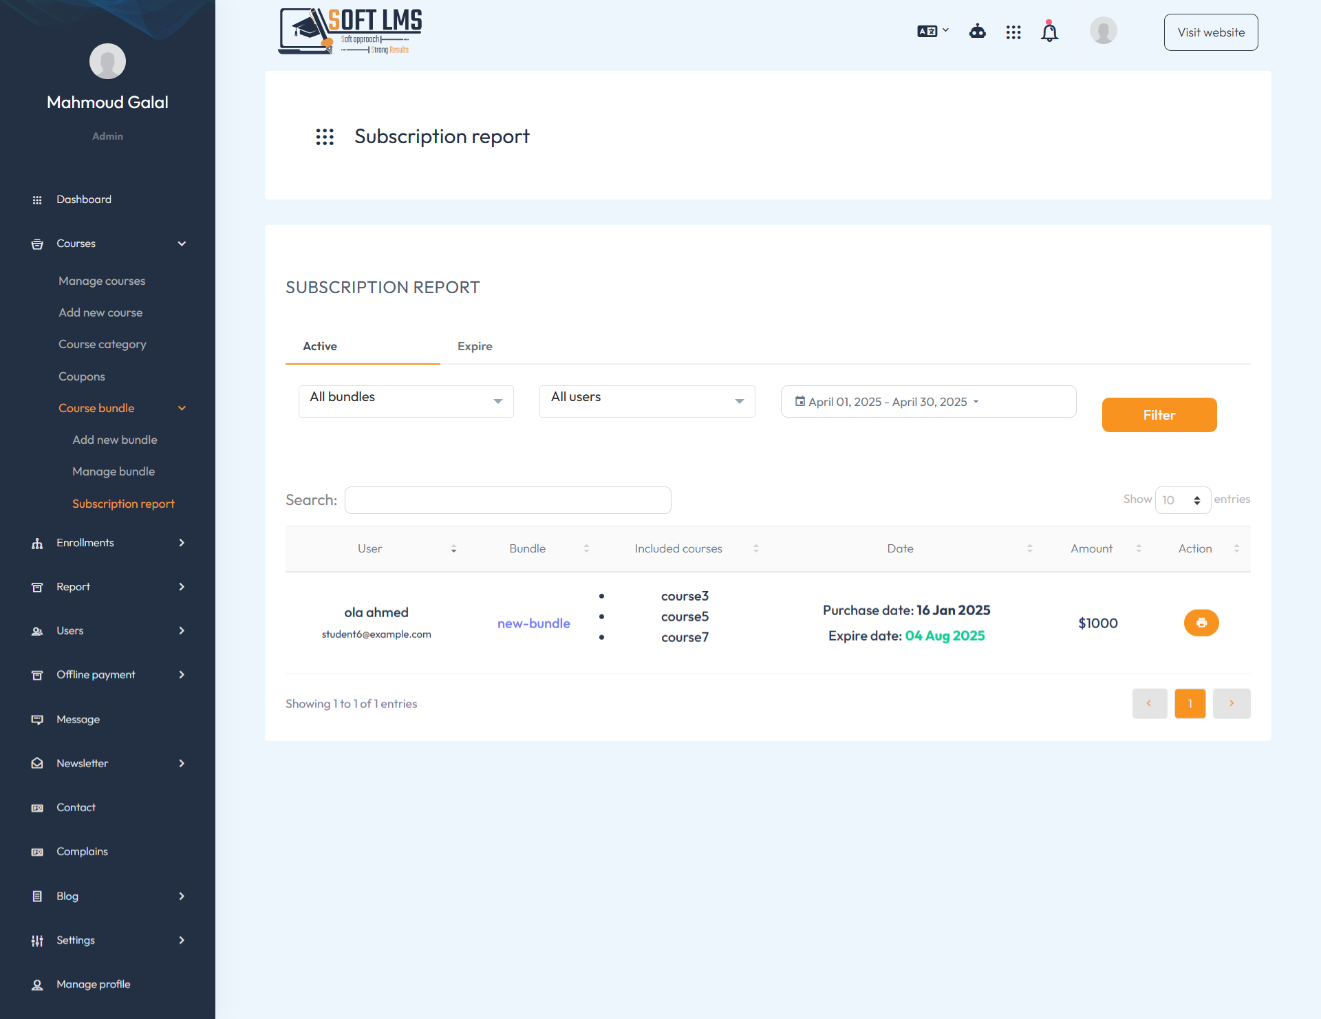 Mahmoud Galal
Admin
Dashboard
Courses
Manage courses
Add new course
Course category
Coupons
Course bundle
Add new bundle
Manage bundle
Subscription report
Enrollments
Report
Users
Offline payment
Message
Newsletter
Contact
Complains
Blog
Settings
Manage profile
SOFT LMS
Soft approach
Strong Results
Visit website
Subscription report
SUBSCRIPTION REPORT
Active Expire
All bundles All users April 01, 2025 - April 30, 2025 Filter
Search: Show 10 entries
User Bundle Included courses Date Amount Action
ola ahmed
student6@example.com
new-bundle
• course3
• course5
• course7
Purchase date: 16 Jan 2025
Expire date: 04 Aug 2025
$1000
Showing 1 to 1 of 1 entries
‹ 1 ›